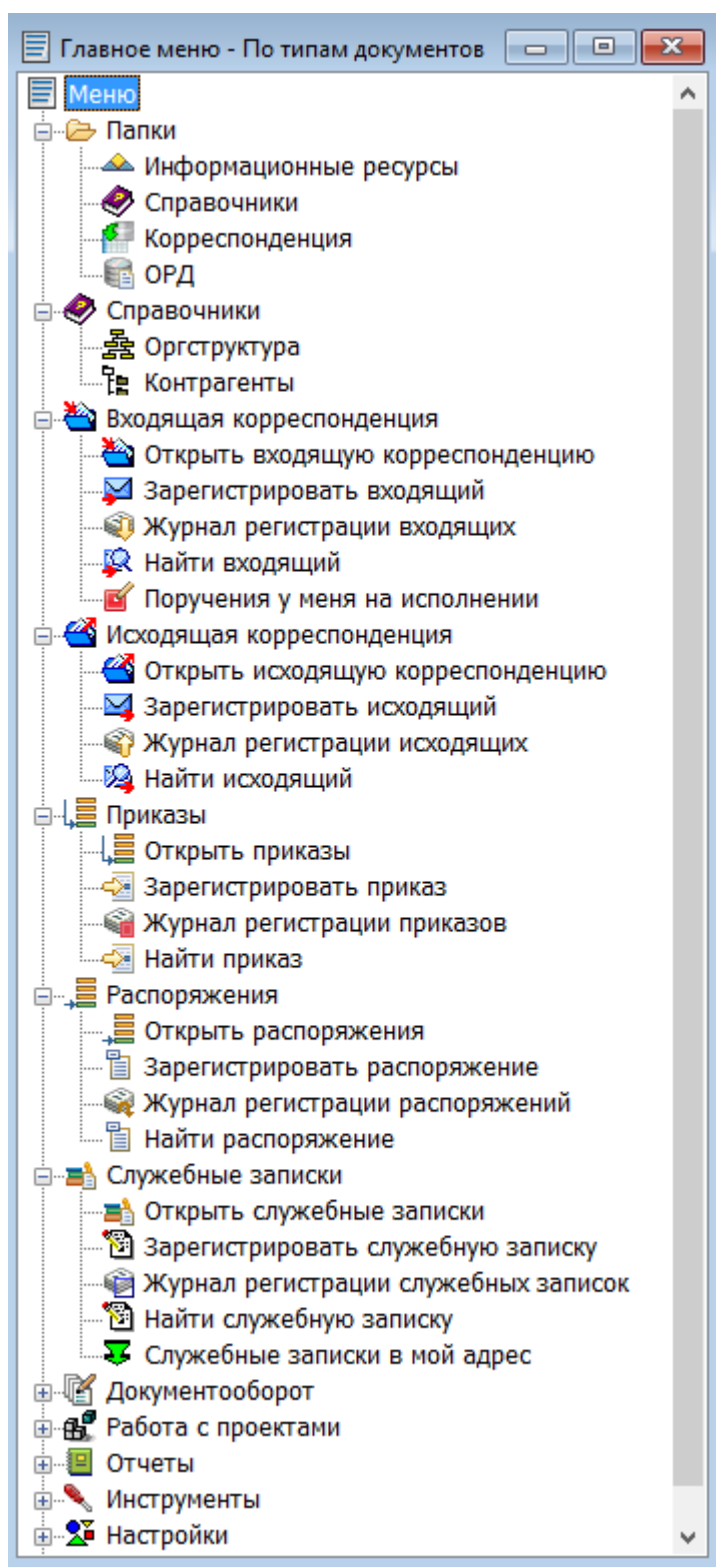 Главное меню - По типам документов
Меню
Папки
Информационные ресурсы
Справочники
Корреспонденция
ОРД
Справочники
Оргструктура
Контрагенты
Входящая корреспонденция
Открыть входящую корреспонденцию
Зарегистрировать входящий
Журнал регистрации входящих
Найти входящий
Поручения у меня на исполнении
Исходящая корреспонденция
Открыть исходящую корреспонденцию
Зарегистрировать исходящий
Журнал регистрации исходящих
Найти исходящий
Приказы
Открыть приказы
Зарегистрировать приказ
Журнал регистрации приказов
Найти приказ
Распоряжения
Открыть распоряжения
Зарегистрировать распоряжение
Журнал регистрации распоряжений
Найти распоряжение
Служебные записки
Открыть служебные записки
Зарегистрировать служебную записку
Журнал регистрации служебных записок
Найти служебную записку
Служебные записки в мой адрес
Документооборот
Работа с проектами
Отчеты
Инструменты
Настройки